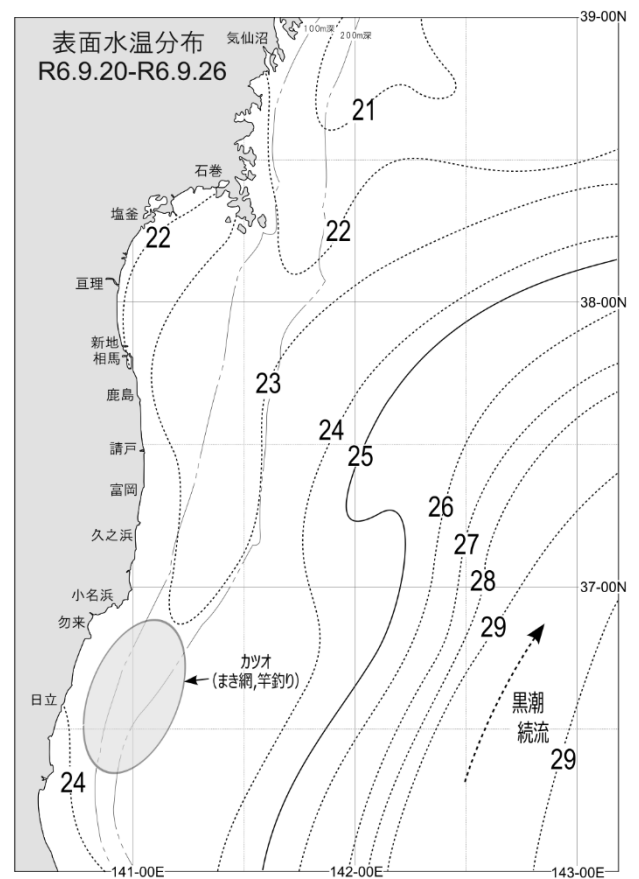 表面水温分布
R6.9.20-R6.9.26
気仙沼
100m深
200m深
39-00N
21
石巻
塩釜
22
22
亘理
38-00N
新地
相馬
鹿島
23
24
25
請戸
富岡
26
久之浜
27
28
小名浜
37-00N
勿来
29
カツオ
(まき網,竿釣り)
日立
黒潮
続流
24
29
141-00E
142-00E
143-00E